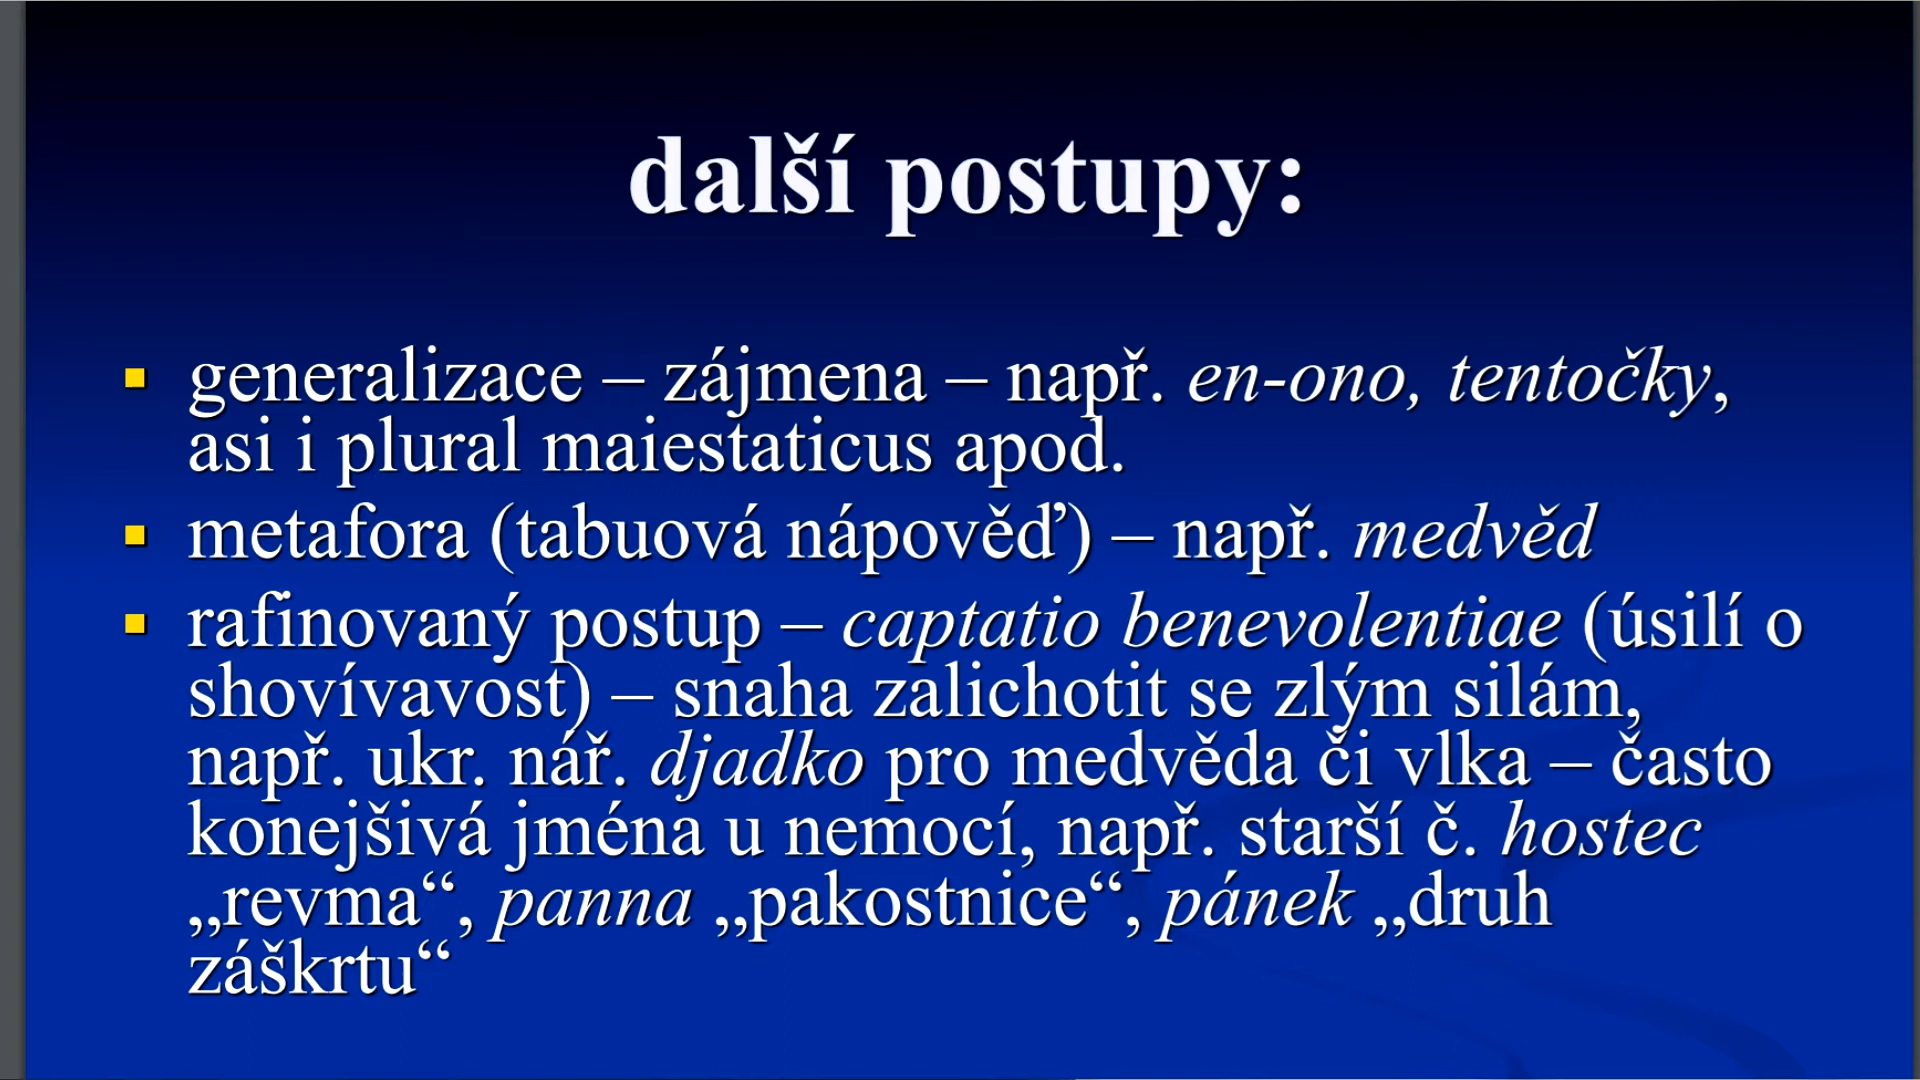 další postupy:
▪ generalizace – zájmena – např. en-ono, tentočky,
asi i plural maiestaticus apod.
▪ metafora (tabuová nápověď) – např. medvěd
▪ rafinovaný postup – captatio benevolentiae (úsilí o
shovívavost) – snaha zalichotit se zlým silám,
např. ukr. nář. djadko pro medvěda či vlka – často
konejšivá jména u nemocí, např. starší č. hostec
„revma“, panna „pakostnice“, pánek „druh
záškrtu“